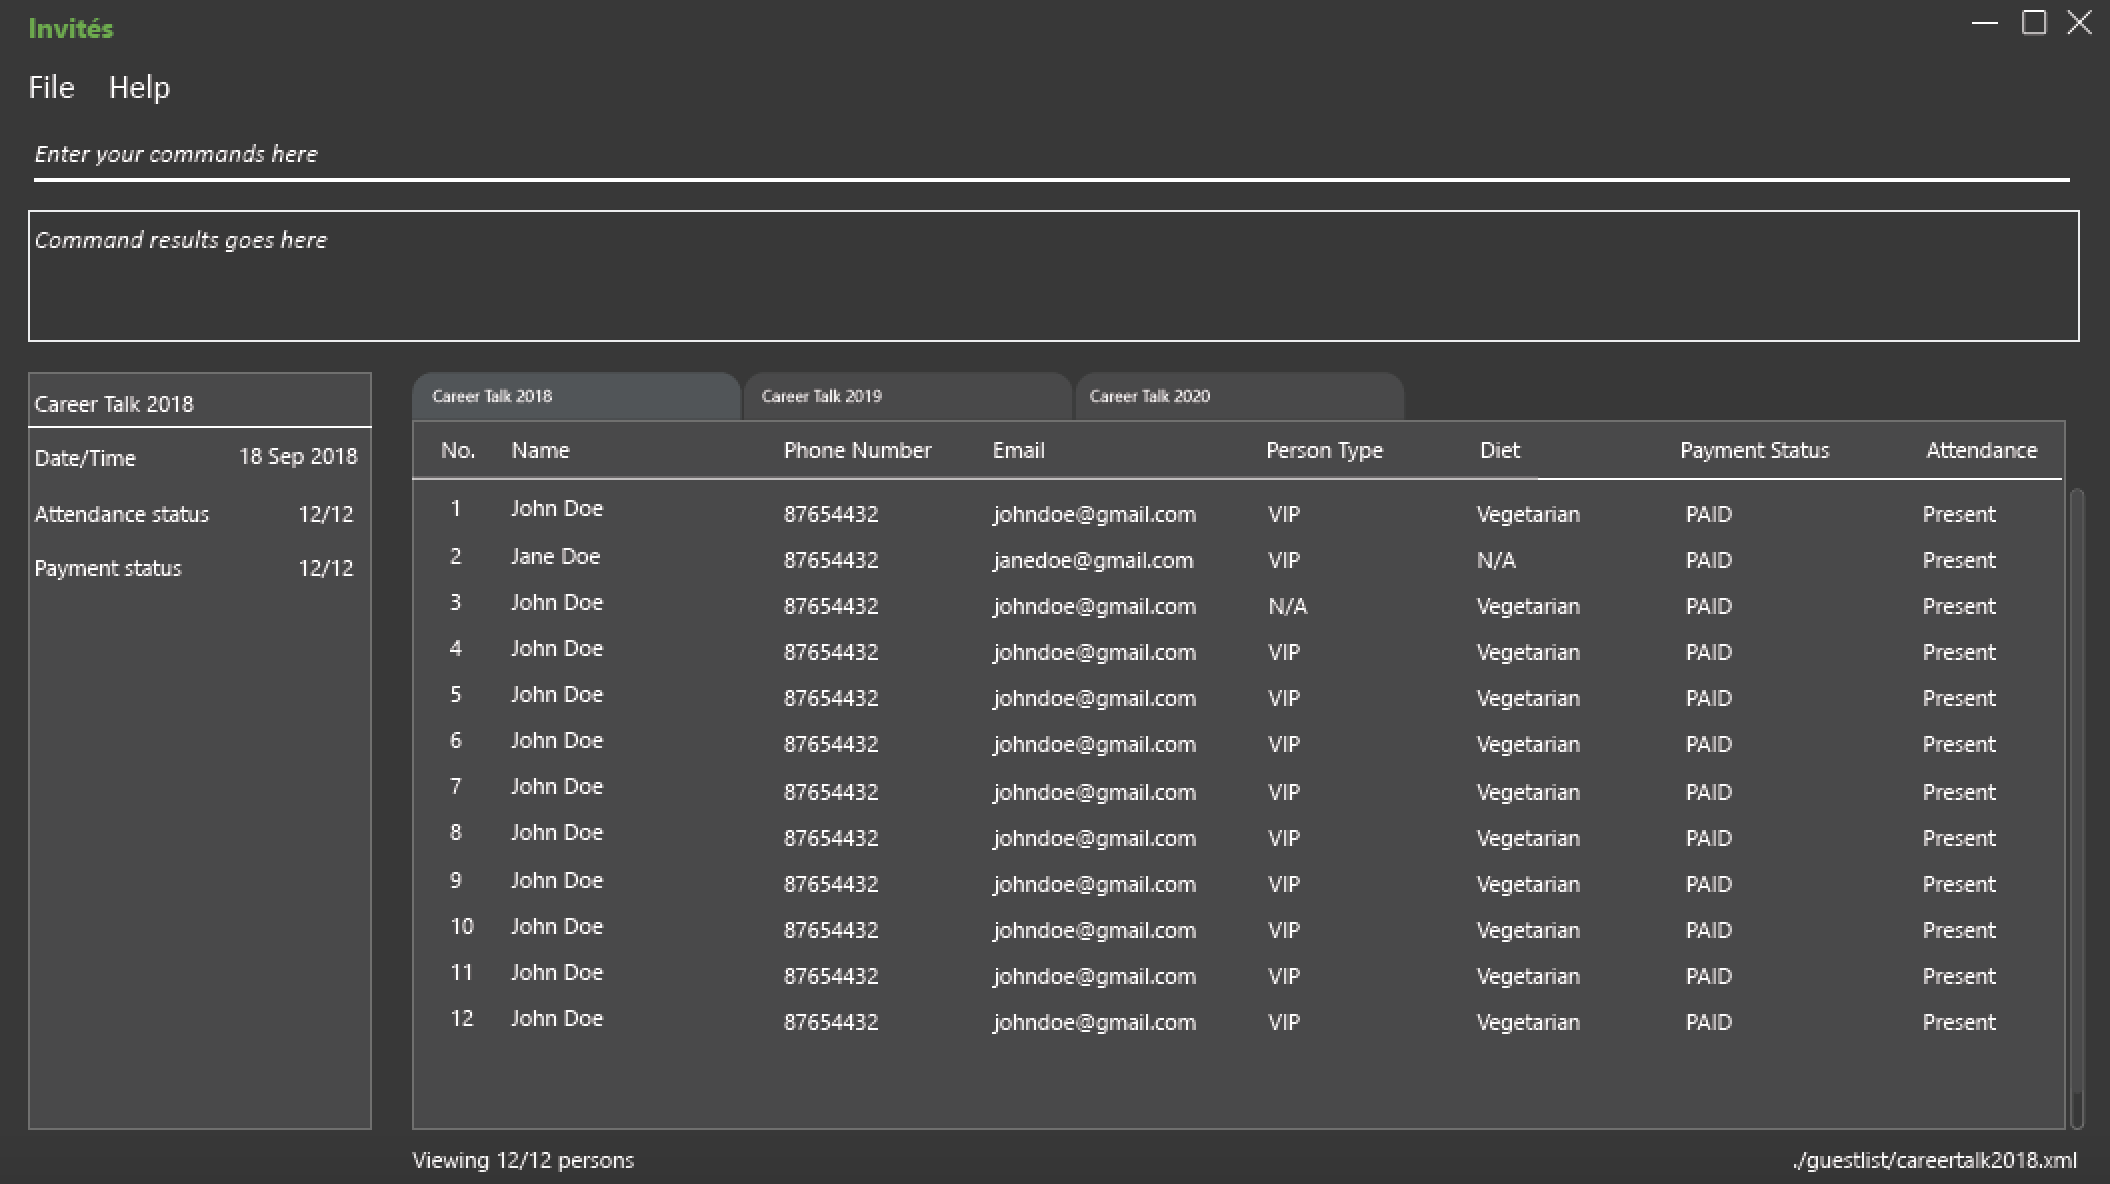 Invités
File Help
Enter your commands here
Command results goes here
Career Talk 2018
Date/Time 18 Sep 2018
Attendance status 12/12
Payment status 12/12
Career Talk 2018 Career Talk 2019 Career Talk 2020
No. Name Phone Number Email Person Type Diet Payment Status Attendance
1 John Doe 87654432 johndoe@gmail.com VIP Vegetarian PAID Present
2 Jane Doe 87654432 janedoe@gmail.com VIP N/A PAID Present
3 John Doe 87654432 johndoe@gmail.com N/A Vegetarian PAID Present
4 John Doe 87654432 johndoe@gmail.com VIP Vegetarian PAID Present
5 John Doe 87654432 johndoe@gmail.com VIP Vegetarian PAID Present
6 John Doe 87654432 johndoe@gmail.com VIP Vegetarian PAID Present
7 John Doe 87654432 johndoe@gmail.com VIP Vegetarian PAID Present
8 John Doe 87654432 johndoe@gmail.com VIP Vegetarian PAID Present
9 John Doe 87654432 johndoe@gmail.com VIP Vegetarian PAID Present
10 John Doe 87654432 johndoe@gmail.com VIP Vegetarian PAID Present
11 John Doe 87654432 johndoe@gmail.com VIP Vegetarian PAID Present
12 John Doe 87654432 johndoe@gmail.com VIP Vegetarian PAID Present
Viewing 12/12 persons ./guestlist/careertalk2018.xml